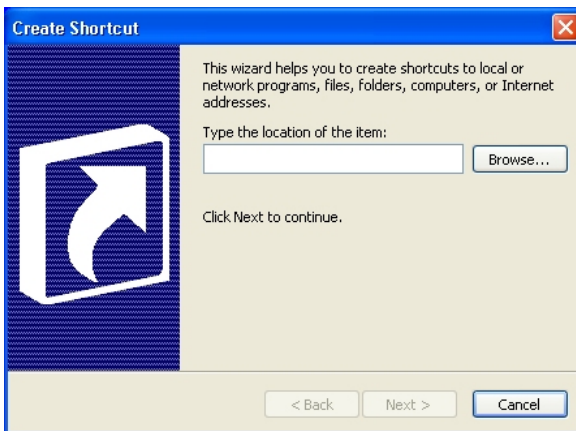 Create Shortcut
This wizard helps you to create shortcuts to local or
network programs, files, folders, computers, or Internet
addresses.
Type the location of the item:
Browse...
Click Next to continue.
< Back
Next >
Cancel